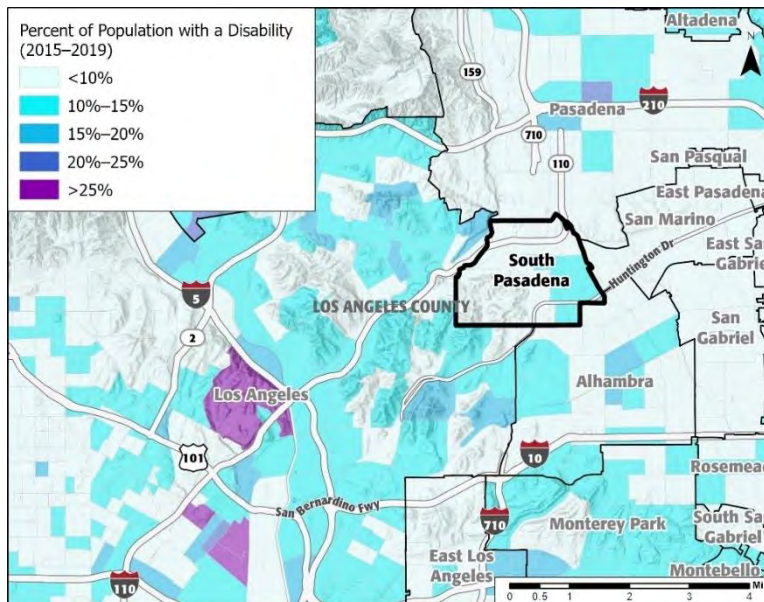 Percent of Population with a Disability
(2015–2019)
<10%
10%–15%
15%–20%
20%–25%
>25%
Altadena
N
159
Pasadena
210
710
110
San Pasqual
East Pasadena
San Marino
South
Pasadena
Huntington Dr
East San
Gabriel
5
LOS ANGELES COUNTY
2
San
Gabriel
Alhambra
Los Angeles
101
10
Rosemead
San Bernardino Fwy
710
Monterey Park
South San
Gabriel
East Los
Angeles
Montebello
110
Mi
0 0.5 1 2 3 4